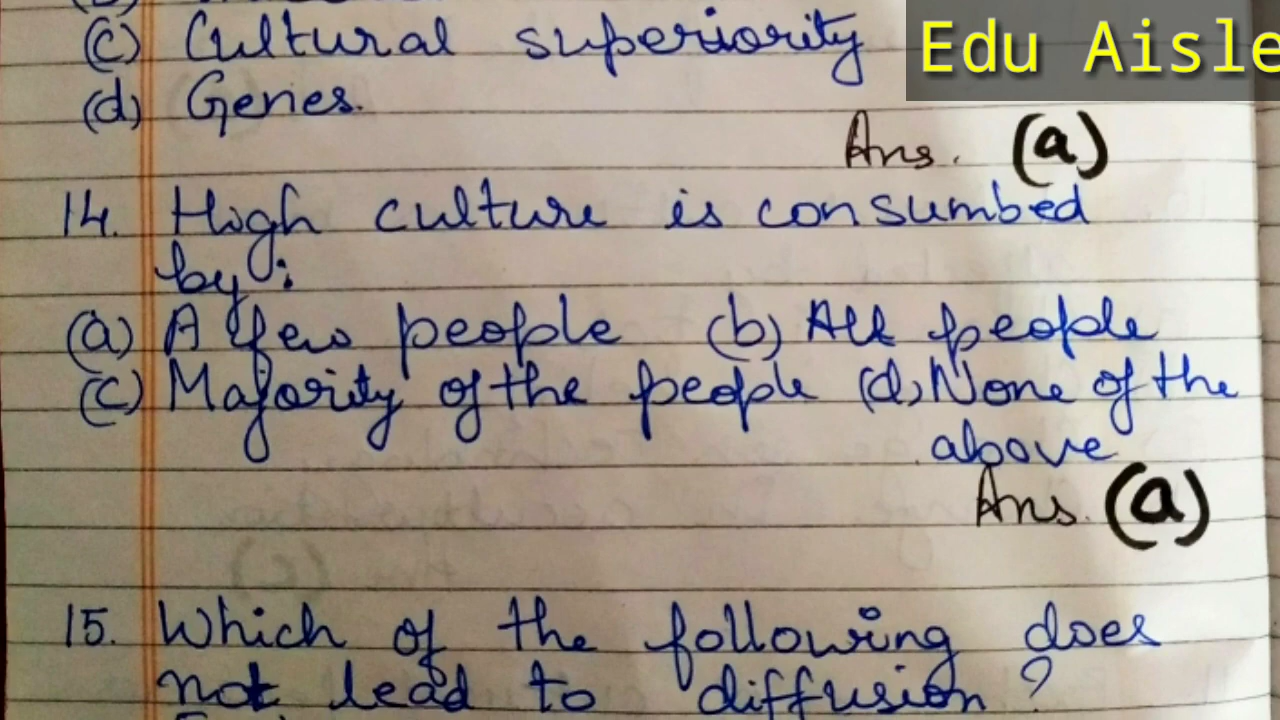 (c) Cultural superiority
Edu Aisle
(d) Genes.
Ans. (a)
14. High culture is consumbed
by:
(a) A few people (b) All people
(c) Majority of the people (d) None of the
above
Ans. (a)
15. Which of the following does
not lead to diffusion?